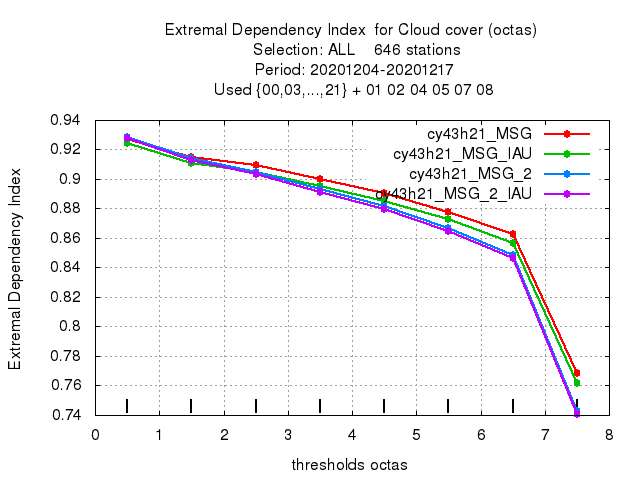 Extremal Dependency Index  for Cloud cover (octas)
Selection: ALL    646 stations
Period: 20201204-20201217
Used {00,03,...,21} + 01 02 04 05 07 08
cy43h21_MSG
cy43h21_MSG_IAU
cy43h21_MSG_2
cy43h21_MSG_2_IAU
Extremal Dependency Index
0.94
0.92
0.9
0.88
0.86
0.84
0.82
0.8
0.78
0.76
0.74
0 1 2 3 4 5 6 7 8
thresholds octas